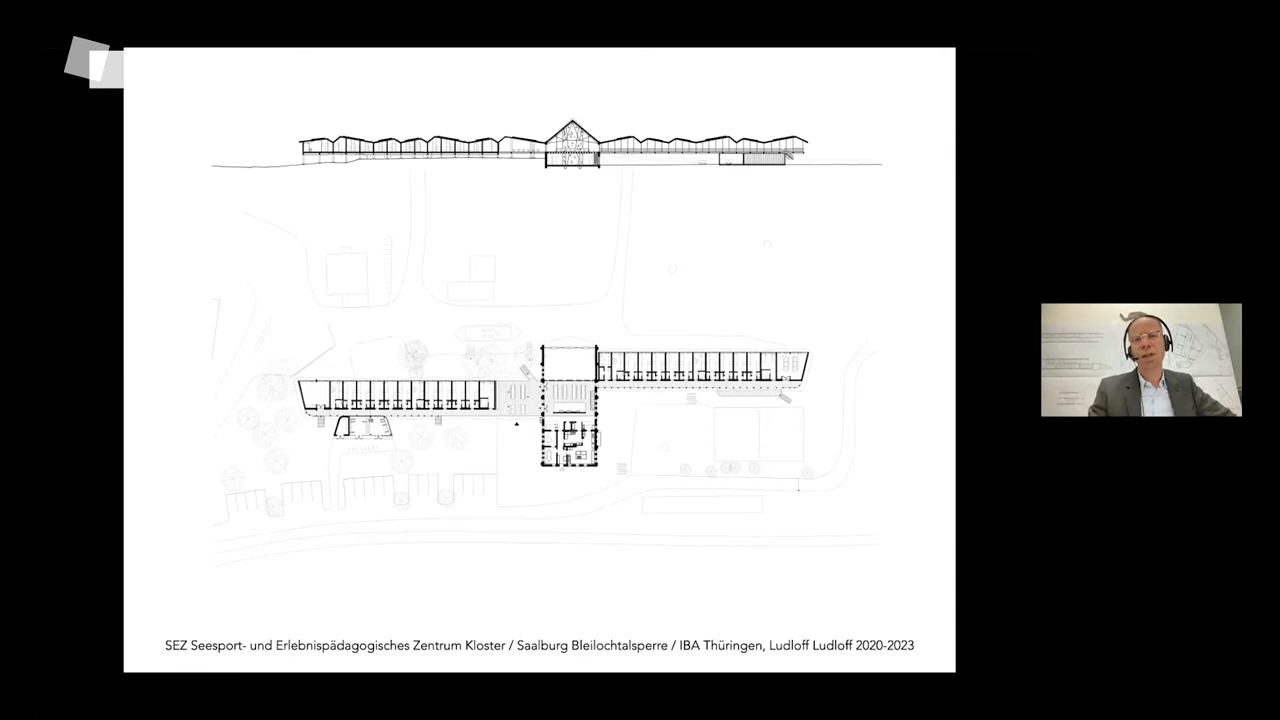 SEZ Seesport- und Erlebnispädagogisches Zentrum Kloster / Saalburg Bleilochtalsperre / IBA Thüringen, Ludloff Ludloff 2020-2023